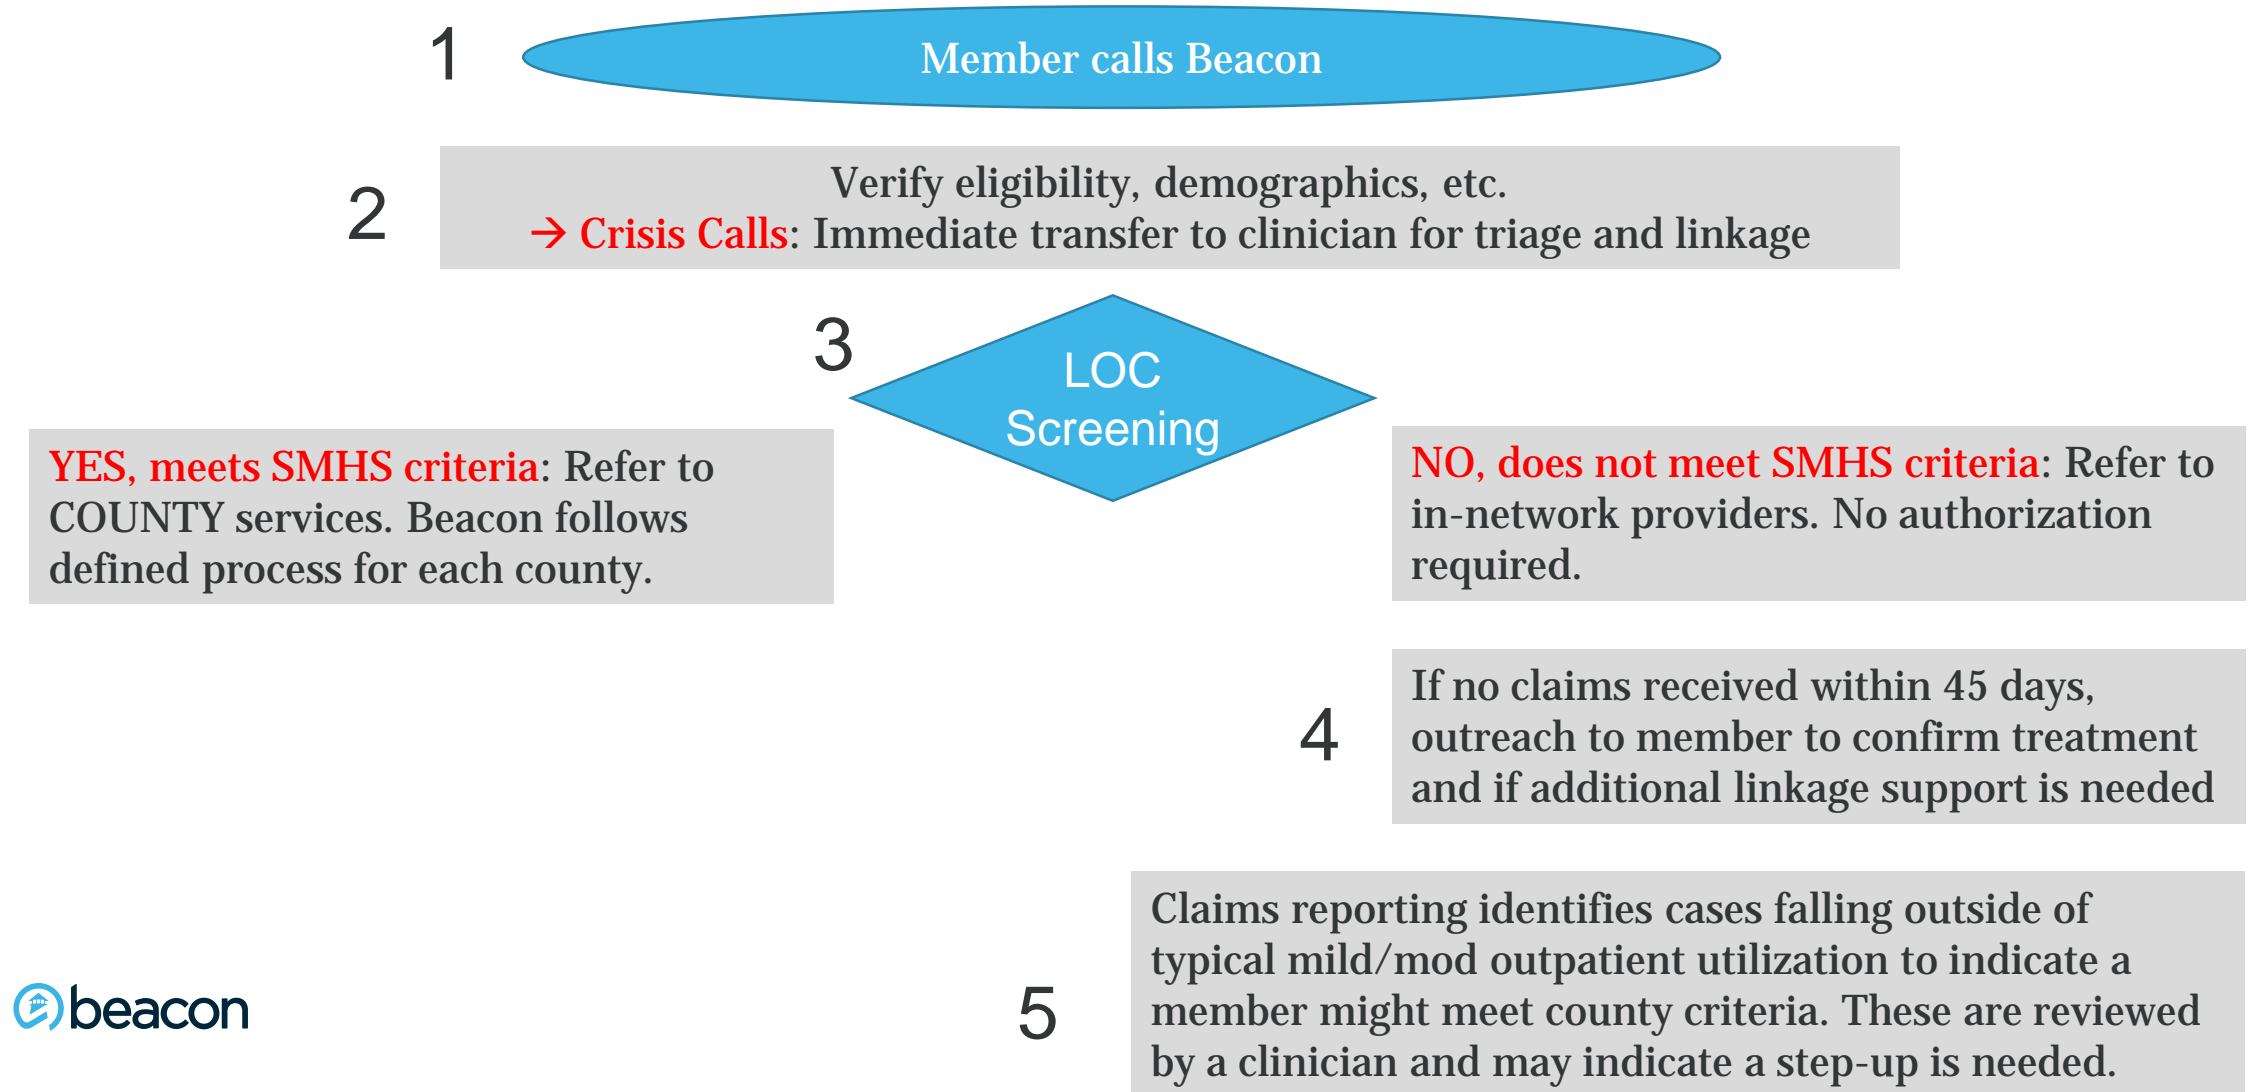 1
Member calls Beacon
2
Verify eligibility, demographics, etc.
→ Crisis Calls: Immediate transfer to clinician for triage and linkage
3
LOC
Screening
YES, meets SMHS criteria: Refer to
COUNTY services. Beacon follows
defined process for each county.
NO, does not meet SMHS criteria: Refer to
in-network providers. No authorization
required.
4
If no claims received within 45 days,
outreach to member to confirm treatment
and if additional linkage support is needed
5
Claims reporting identifies cases falling outside of
typical mild/mod outpatient utilization to indicate a
member might meet county criteria. These are reviewed
by a clinician and may indicate a step-up is needed.
beacon